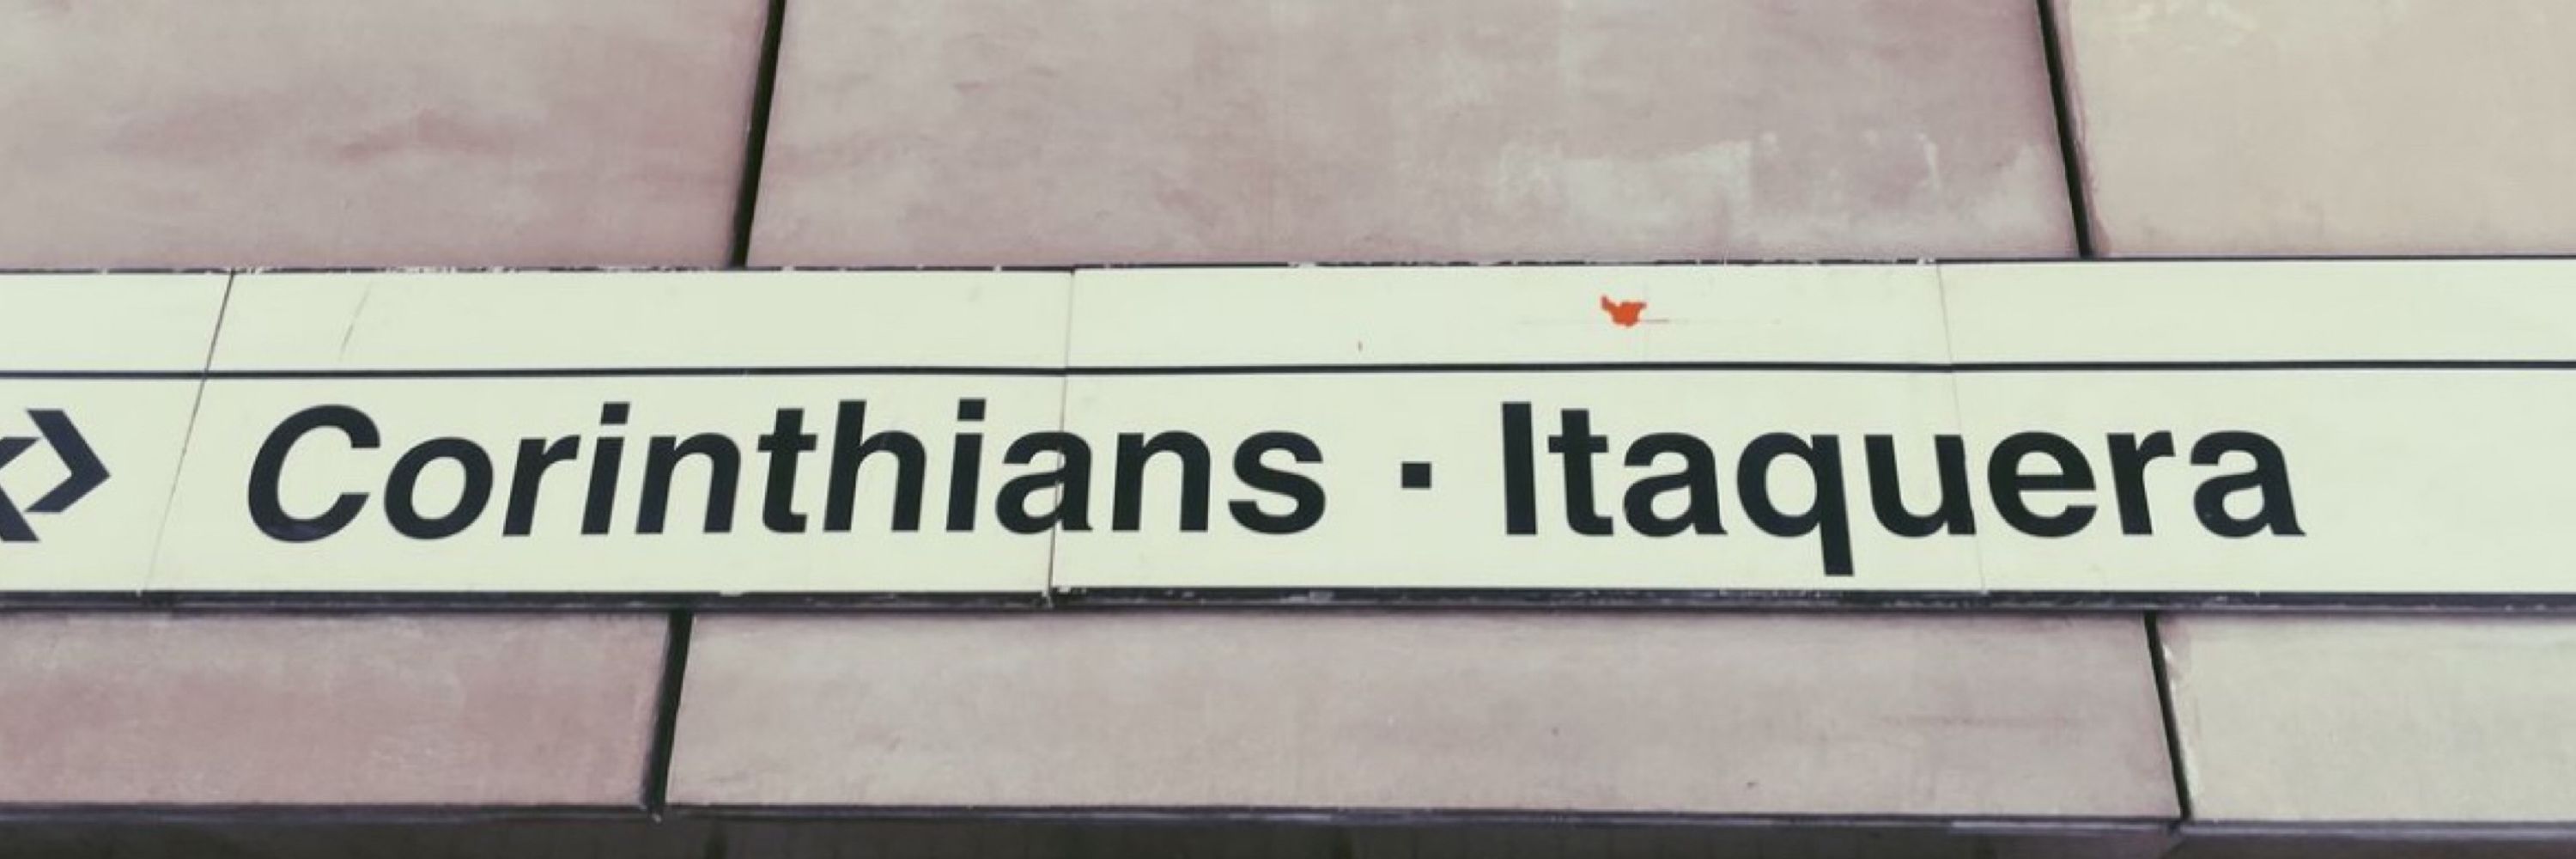 Corinthians · Itaquera